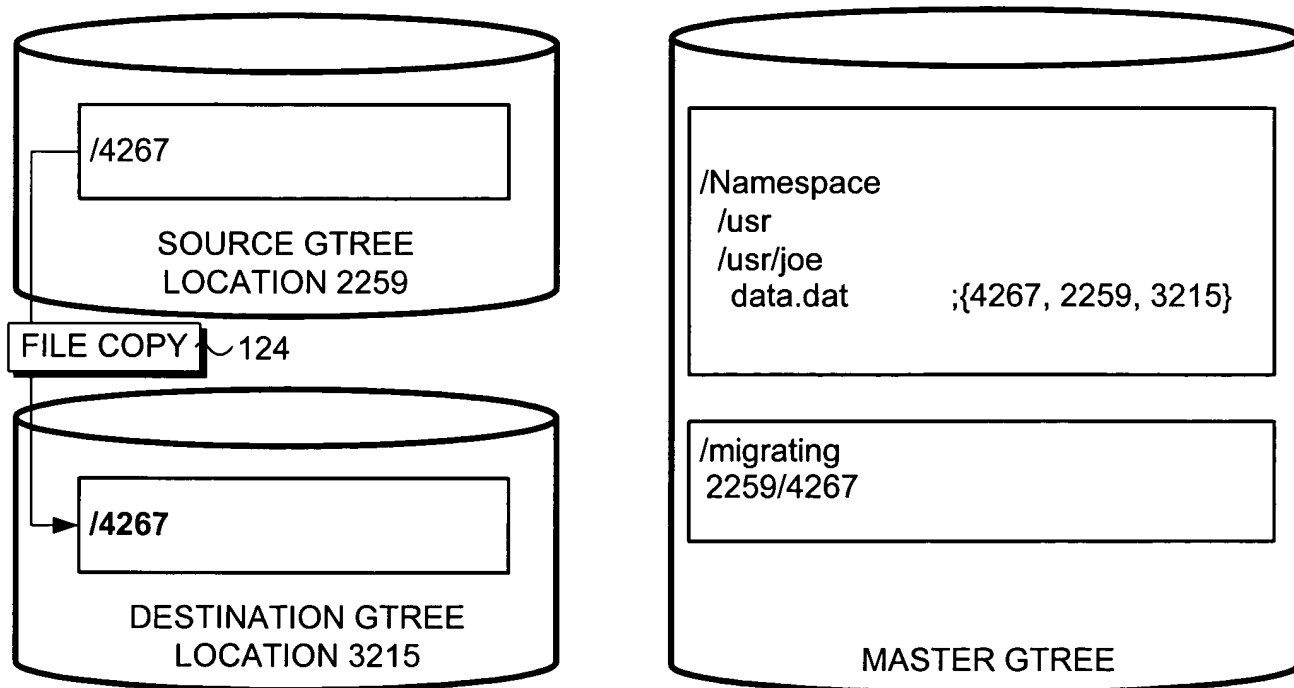 /4267
SOURCE GTREE
LOCATION 2259
FILE COPY
124
/4267
DESTINATION GTREE
LOCATION 3215
/Namespace
/usr
/usr/joe
data.dat ;{4267, 2259, 3215}
/migrating
2259/4267
MASTER GTREE